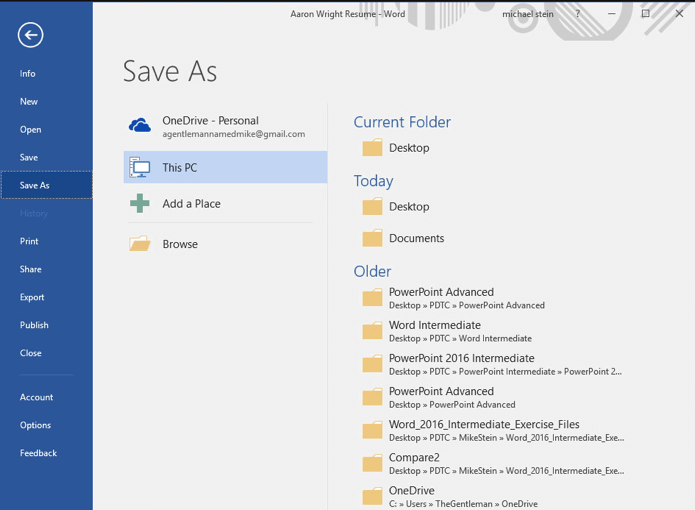 Aaron Wright Resume - Word
michael stein
?
Info
New
Open
Save
Save As
History
Print
Share
Export
Publish
Close
Account
Options
Feedback
Save As
OneDrive - Personal
agentlemannamedmike@gmail.com
This PC
Add a Place
Browse
Current Folder
Desktop
Today
Desktop
Documents
Older
PowerPoint Advanced
Desktop » PDTC » PowerPoint Advanced
Word Intermediate
Desktop » PDTC » Word Intermediate
PowerPoint 2016 Intermediate
Desktop » PDTC » PowerPoint Intermediate » PowerPoint 2...
PowerPoint Advanced
Desktop » PowerPoint Advanced
Word_2016_Intermediate_Exercise_Files
Desktop » PDTC » MikeStein » Word_2016_Intermediate_Exe...
Compare2
Desktop » PDTC » MikeStein » Word_2016_Intermediate_Exe...
OneDrive
C: » Users » TheGentleman » OneDrive